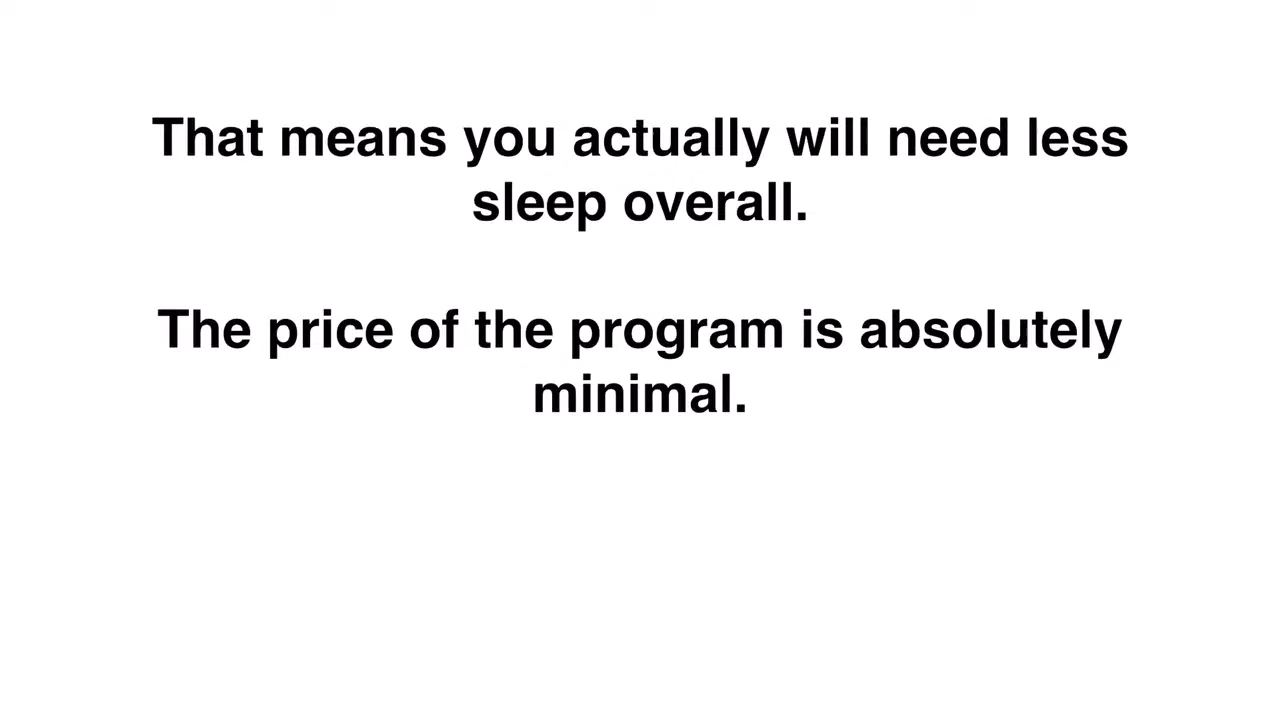 That means you actually will need less
sleep overall.
The price of the program is absolutely
minimal.